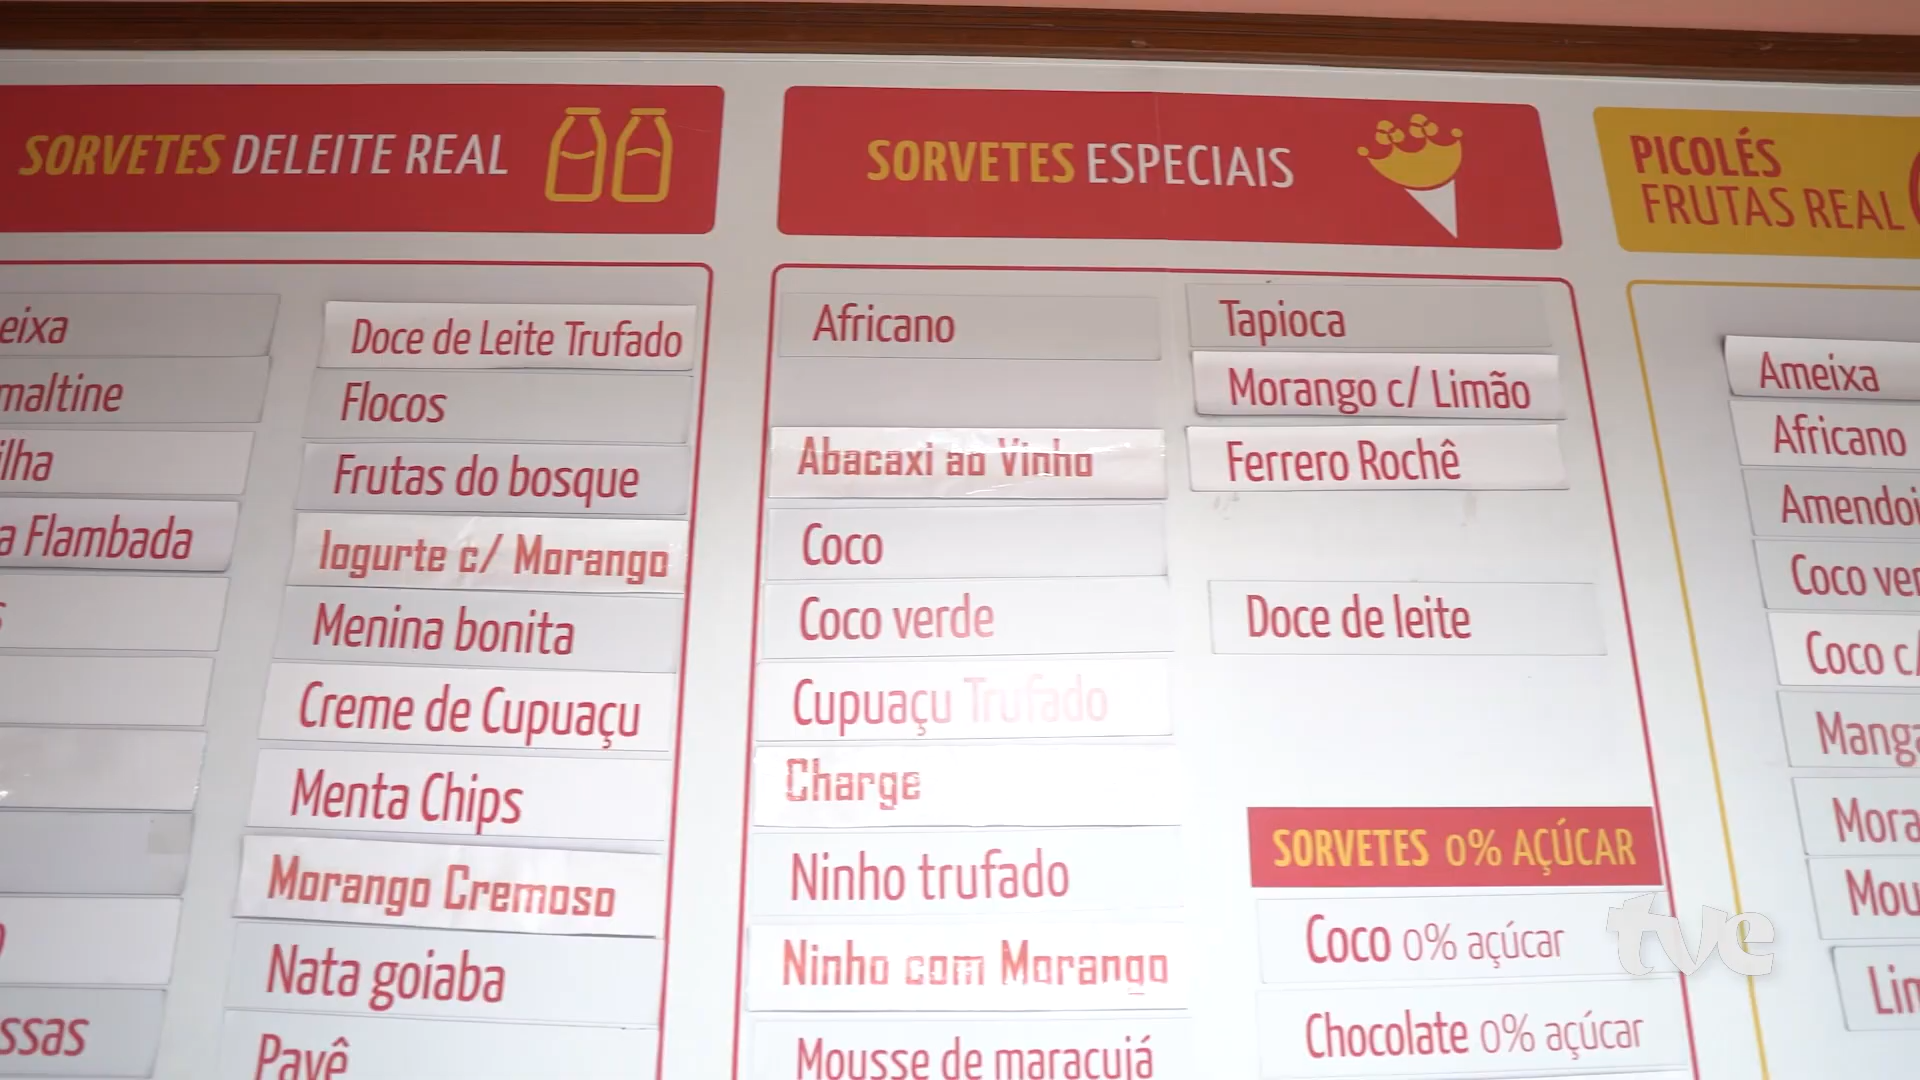 SORVETES DELEITE REAL
eixa
maltine
ilha
a Flambada
ssas
Doce de Leite Trufado
Flocos
Frutas do bosque
Iogurte c/ Morango
Menina bonita
Creme de Cupuaçu
Menta Chips
Morango Cremoso
Nata goiaba
Pavê
SORVETES ESPECIAIS
Africano
Abacaxi ao Vinho
Coco
Coco verde
Cupuaçu Trufado
Charge
Ninho trufado
Ninho com Morango
Mousse de maracujá
Tapioca
Morango c/ Limão
Ferrero Rochê
Doce de leite
SORVETES 0% AÇÚCAR
Coco 0% açúcar
Chocolate 0% açúcar
PICOLÉS
FRUTAS REAL
Ameixa
Africano
Amendoi
Coco ver
Coco c/
Manga
Mora
Mou
Lim
tve